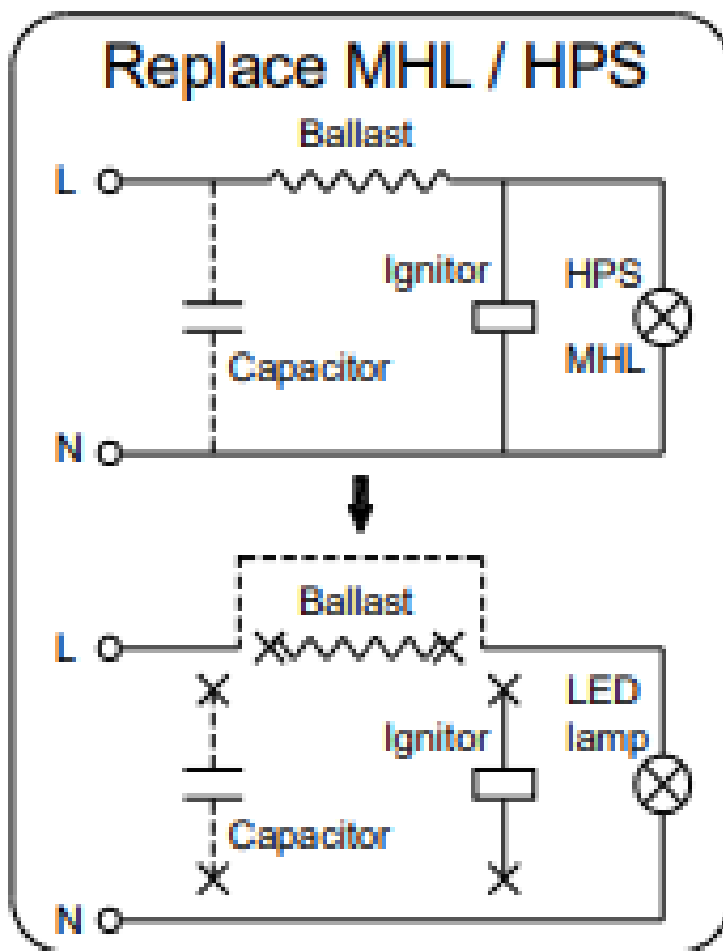 Replace MHL / HPS
Ballast
L
Ignitor
HPS
MHL
Capacitor
N
Ballast
L
LED
lamp
Ignitor
Capacitor
N